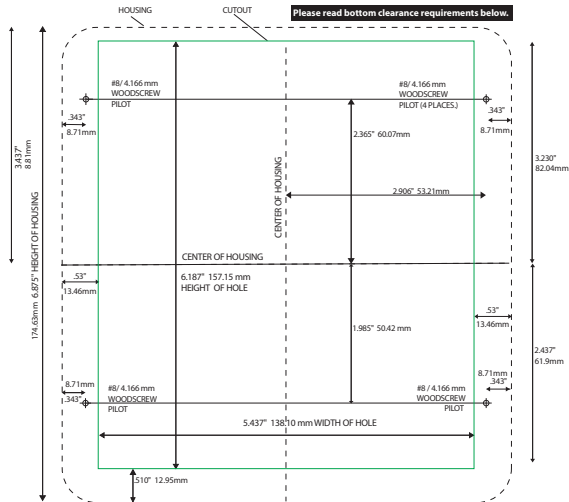 HOUSING
CUTOUT
Please read bottom clearance requirements below.
#8/ 4.166 mm
WOODSCREW
PILOT
#8/ 4.166 mm
WOODSCREW
PILOT (4 PLACES.)
.343"
8.71mm
.343"
8.71mm
3.437"
8.81mm
2.365" 60.07mm
3.230"
82.04mm
CENTER OF HOUSING
2.906" 53.21mm
174.63mm 6.875" HEIGHT OF HOUSING
CENTER OF HOUSING
.53"
13.46mm
6.187" 157.15 mm
HEIGHT OF HOLE
.53"
13.46mm
1.985" 50.42 mm
2.437"
61.9mm
8.71mm
.343"
#8/ 4.166 mm
WOODSCREW
PILOT
#8/ 4.166 mm
WOODSCREW
PILOT
8.71mm
.343"
5.437" 138.10 mm WIDTH OF HOLE
.510" 12.95mm